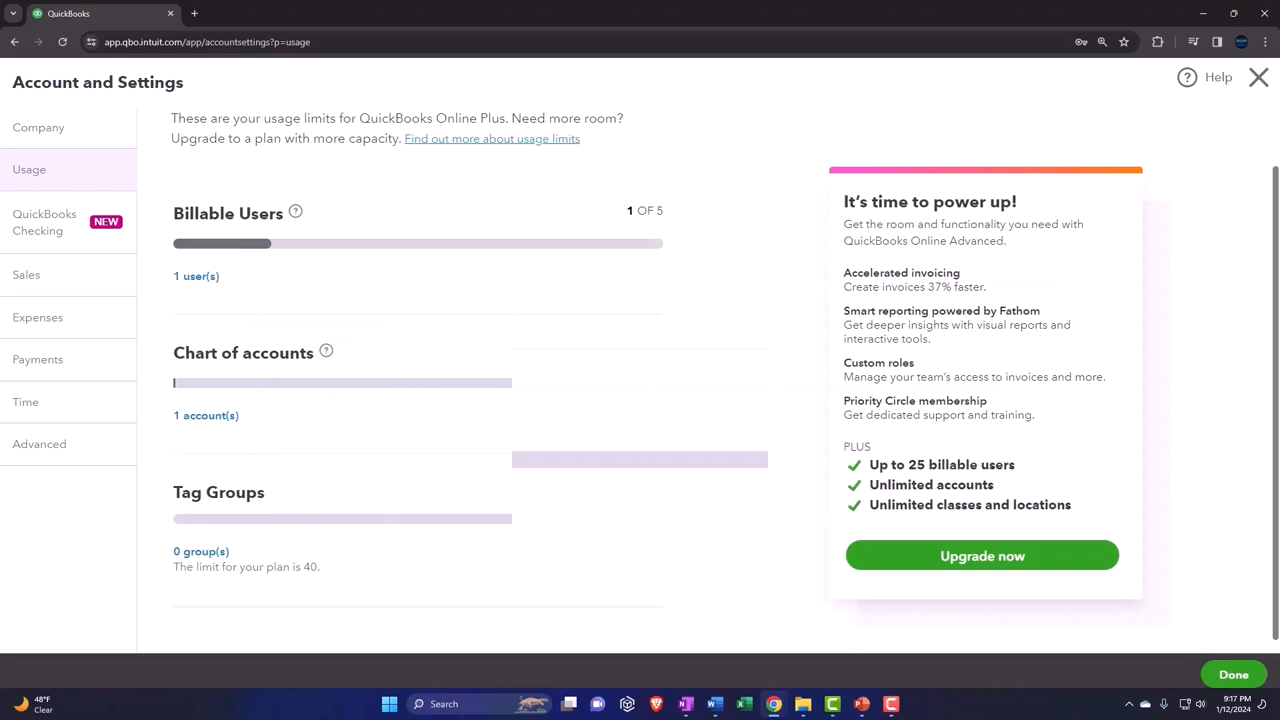 QuickBooks
app.qbo.intuit.com/app/accountsettings?p=usage
Account and Settings
? Help
Company
Usage
QuickBooks
Checking
NEW
Sales
Expenses
Payments
Time
Advanced
These are your usage limits for QuickBooks Online Plus. Need more room?
Upgrade to a plan with more capacity. Find out more about usage limits
Billable Users ?
1 OF 5
1 user(s)
Chart of accounts ?
1 account(s)
Tag Groups
0 group(s)
The limit for your plan is 40.
It's time to power up!
Get the room and functionality you need with
QuickBooks Online Advanced.
Accelerated invoicing
Create invoices 37% faster.
Smart reporting powered by Fathom
Get deeper insights with visual reports and
interactive tools.
Custom roles
Manage your team's access to invoices and more.
Priority Circle membership
Get dedicated support and training.
PLUS
Up to 25 billable users
Unlimited accounts
Unlimited classes and locations
Upgrade now
Done
48°F
Clear
Search
9:17 PM
1/12/2024